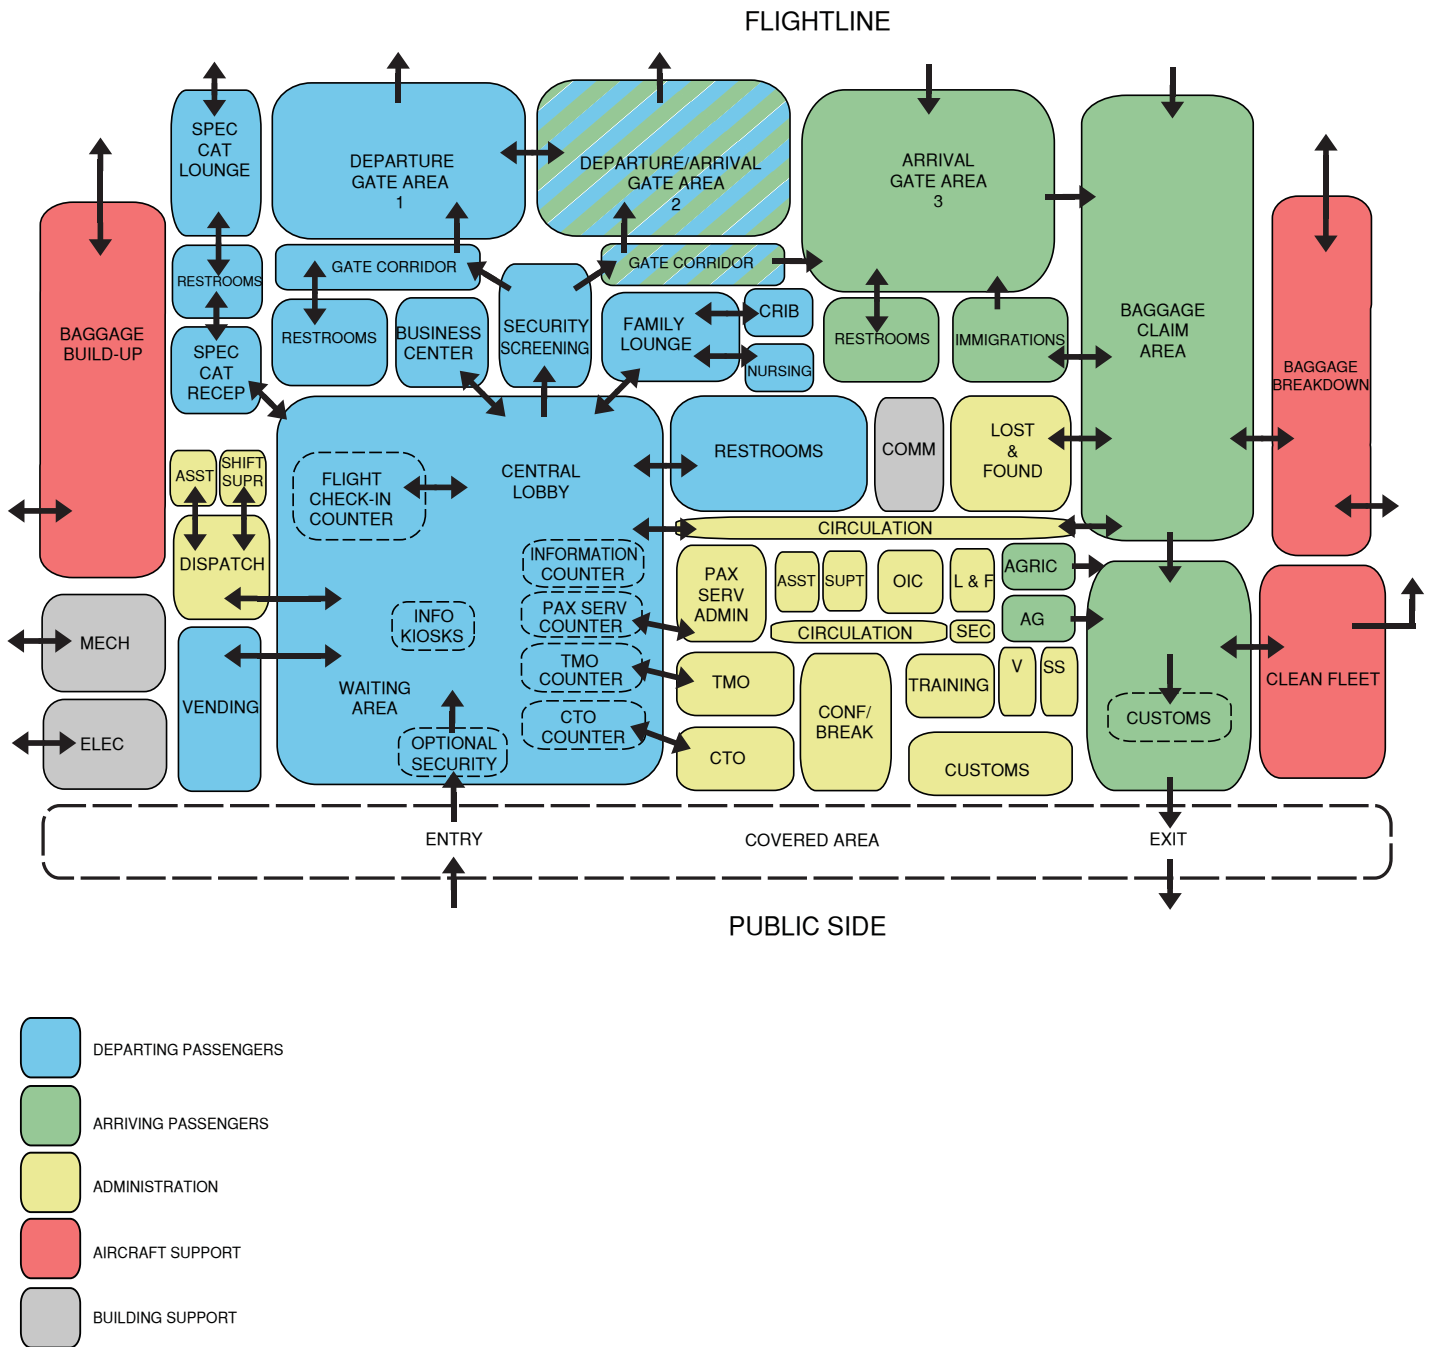 FLIGHTLINE
SPEC
CAT
LOUNGE
DEPARTURE
GATE AREA
1
DEPARTURE/ARRIVAL
GATE AREA
2
ARRIVAL
GATE AREA
3
BAGGAGE
BUILD-UP
RESTROOMS
GATE CORRIDOR
GATE CORRIDOR
SPEC
CAT
RECEP
RESTROOMS
BUSINESS
CENTER
SECURITY
SCREENING
FAMILY
LOUNGE
CRIB
NURSING
RESTROOMS
IMMIGRATIONS
BAGGAGE
CLAIM
AREA
BAGGAGE
BREAKDOWN
ASST
SHIFT
SUPR
DISPATCH
FLIGHT
CHECK-IN
COUNTER
CENTRAL
LOBBY
RESTROOMS
COMM
LOST
&
FOUND
CIRCULATION
INFORMATION
COUNTER
PAX SERV
COUNTER
INFO
KIOSKS
TMO
COUNTER
WAITING
AREA
CTO
COUNTER
OPTIONAL
SECURITY
PAX
SERV
ADMIN
ASST
SUPT
OIC
L & F
AGRIC
AG
CIRCULATION
SEC
MECH
ELEC
VENDING
TMO
CTO
CONF/
BREAK
TRAINING
V
SS
CUSTOMS
CUSTOMS
CLEAN FLEET
ENTRY
COVERED AREA
EXIT
PUBLIC SIDE
DEPARTING PASSENGERS
ARRIVING PASSENGERS
ADMINISTRATION
AIRCRAFT SUPPORT
BUILDING SUPPORT